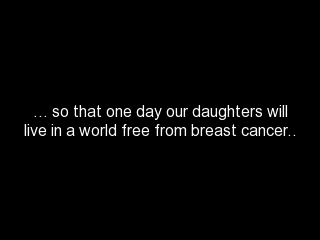 … so that one day our daughters will
live in a world free from breast cancer..